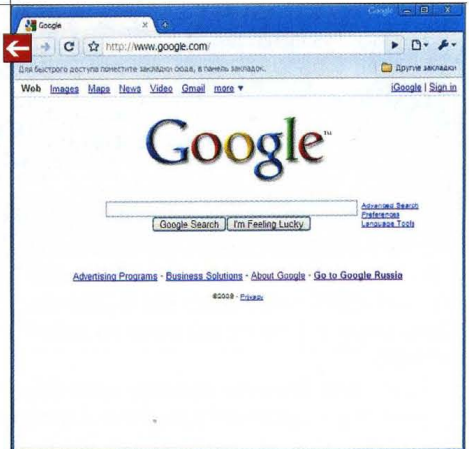 Google
Google
http://www.google.com/
Для быстрого доступа поместите закладки сюда, в панель закладок.
Другие закладки
Web Images Maps News Video Gmail more ▼
iGoogle | Sign in
Google™
Advanced Search
Preferences
Language Tools
Google Search I'm Feeling Lucky
Advertising Programs - Business Solutions - About Google - Go to Google Russia
©2008 - Privacy